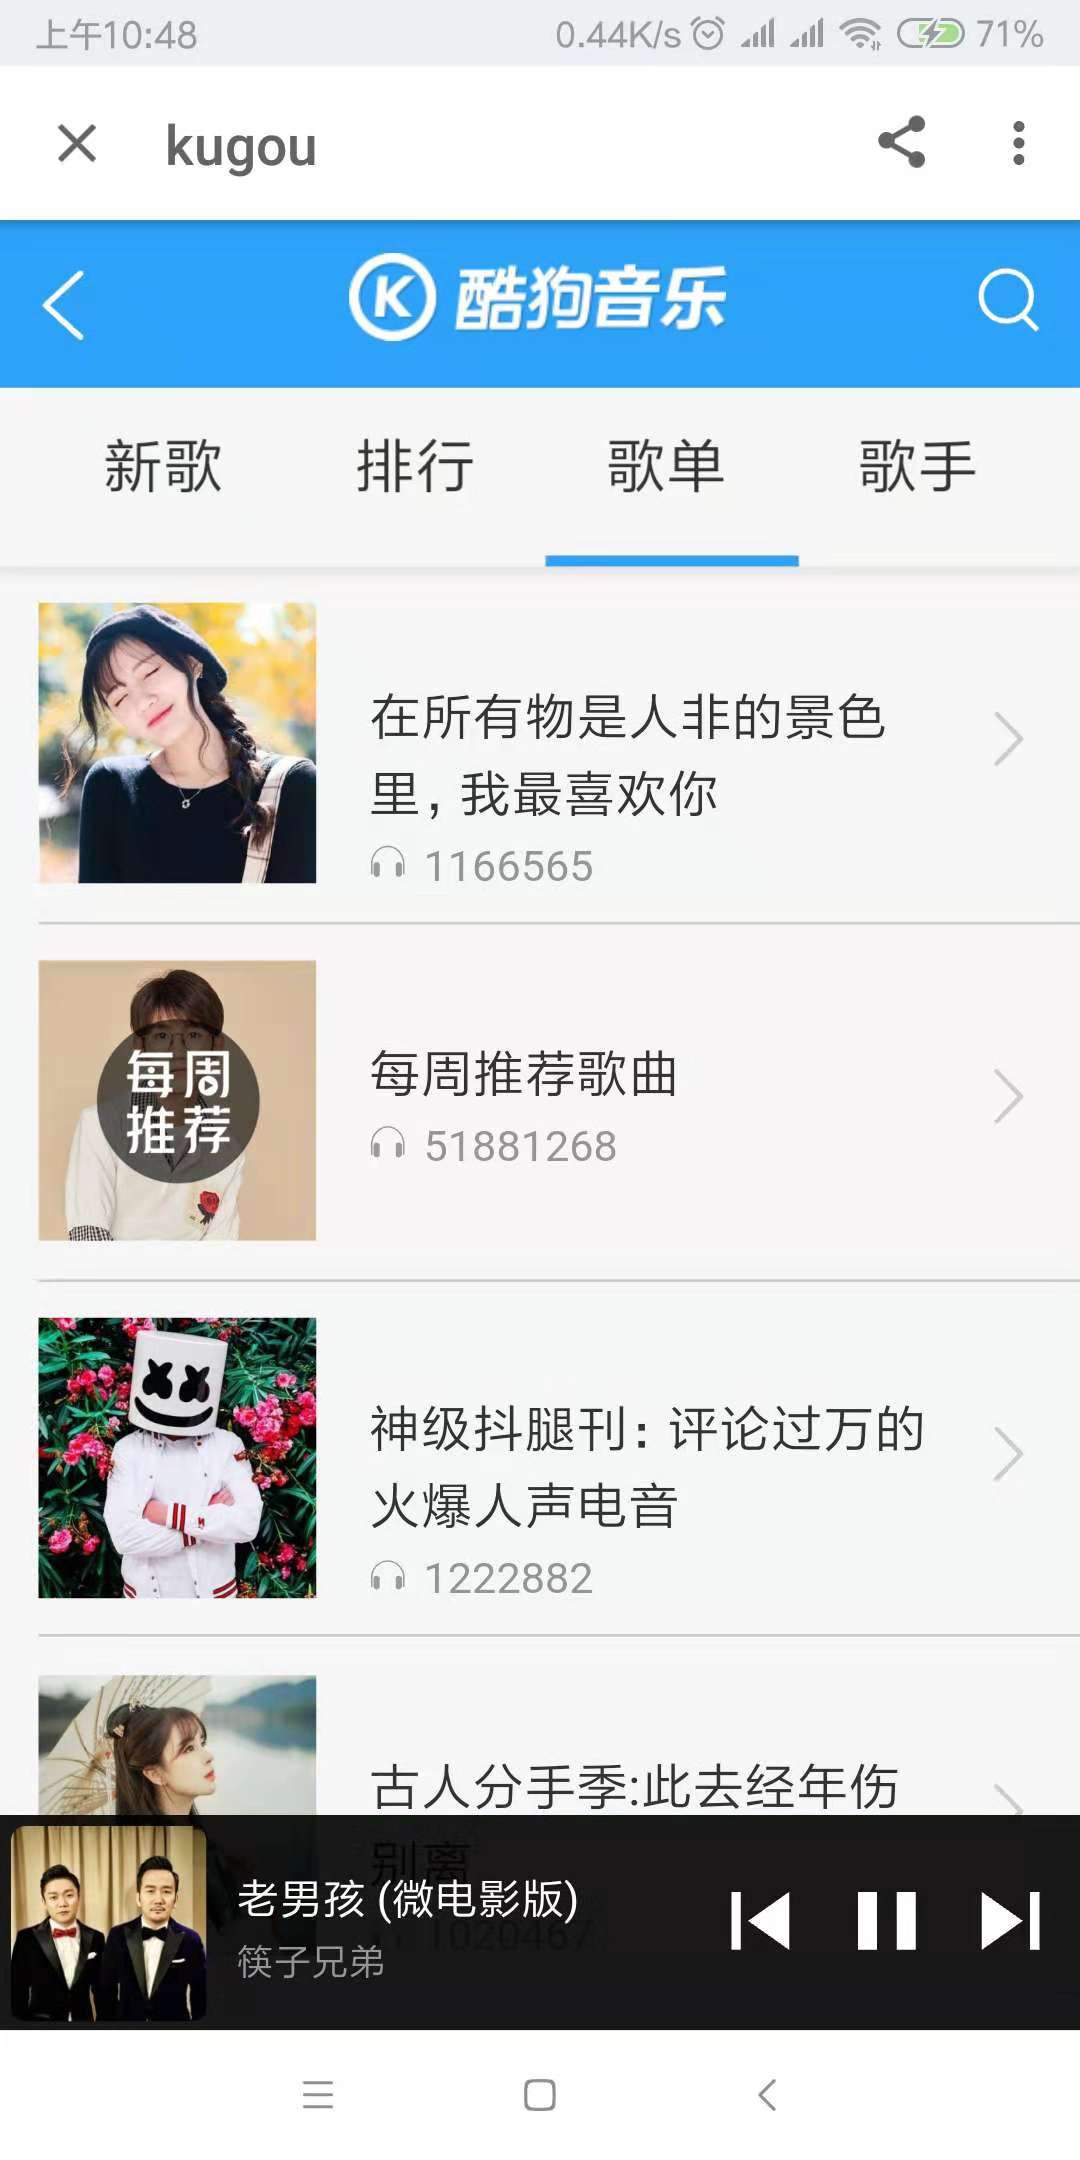 上午10:48
0.44K/s
71%
kugou
K 酷狗音乐
新歌
排行
歌单
歌手
在所有物是人非的景色
里，我最喜欢你
1166565
每周
推荐
每周推荐歌曲
51881268
神级抖腿刊：评论过万的
火爆人声电音
1222882
古人分手季:此去经年伤
别离
1020467
老男孩 (微电影版)
筷子兄弟